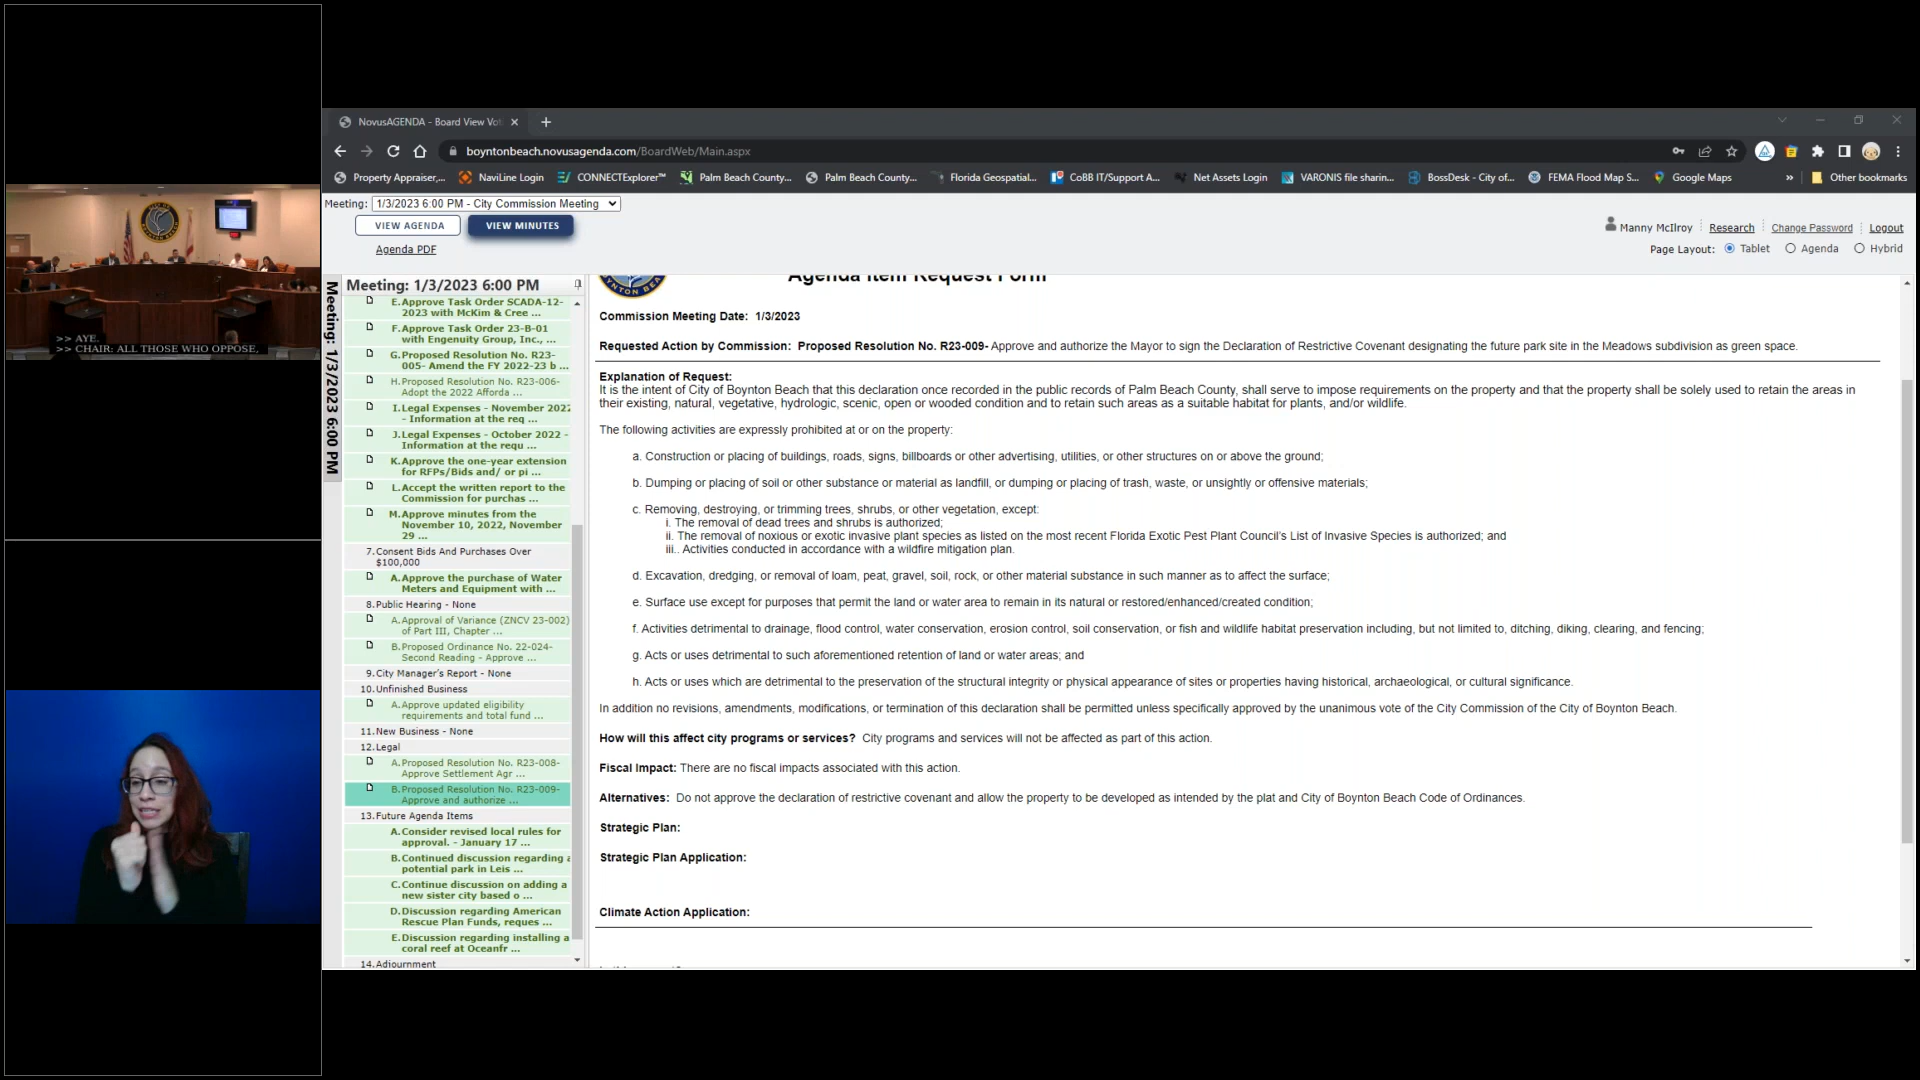 >> AYE.
>> CHAIR: ALL THOSE WHO OPPOSE,
NovusAGENDA - Board View Vo
boyntonbeach.novusagenda.com/BoardWeb/Main.aspx
Property Appraiser,... NaviLine Login CONNECTExplorer™ Palm Beach County... Palm Beach County... Florida Geospatial... CoBB IT/Support A... Net Assets Login VARONIS file sharin... BossDesk - City of... FEMA Flood Map S... Google Maps » Other bookmarks
Meeting: 1/3/2023 6:00 PM - City Commission Meeting
VIEW AGENDA VIEW MINUTES
Agenda PDF
Manny McIlroy Research Change Password Logout
Page Layout: Tablet Agenda Hybrid
Meeting: 1/3/2023 6:00 PM
Meeting: 1/3/2023 6:00 PM
E.Approve Task Order SCADA-12-
2023 with McKim & Cree ...
F.Approve Task Order 23-B-01
with Engenuity Group, Inc., ...
G.Proposed Resolution No. R23-
005- Amend the FY 2022-23 b ...
H.Proposed Resolution No. R23-006-
Adopt the 2022 Afforda ...
I.Legal Expenses - November 2022
- Information at the req ...
J.Legal Expenses - October 2022 -
Information at the requ ...
K.Approve the one-year extension
for RFPs/Bids and/ or pi ...
L.Accept the written report to the
Commission for purchas ...
M.Approve minutes from the
November 10, 2022, November
29 ...
7.Consent Bids And Purchases Over
$100,000
A.Approve the purchase of Water
Meters and Equipment with ...
8.Public Hearing - None
A.Approval of Variance (ZNCV 23-002)
of Part III, Chapter ...
B.Proposed Ordinance No. 22-024-
Second Reading - Approve ...
9.City Manager's Report - None
10.Unfinished Business
A.Approve updated eligibility
requirements and total fund ...
11.New Business - None
12.Legal
A.Proposed Resolution No. R23-008-
Approve Settlement Agr ...
B.Proposed Resolution No. R23-009-
Approve and authorize ...
13.Future Agenda Items
A.Consider revised local rules for
approval. - January 17 ...
B.Continued discussion regarding a
potential park in Leis ...
C.Continue discussion on adding a
new sister city based o ...
D.Discussion regarding American
Rescue Plan Funds, reques ...
E.Discussion regarding installing a
coral reef at Oceanfr ...
14.Adjournment
Agenda Item Request Form
Commission Meeting Date: 1/3/2023
Requested Action by Commission: Proposed Resolution No. R23-009- Approve and authorize the Mayor to sign the Declaration of Restrictive Covenant designating the future park site in the Meadows subdivision as green space.
Explanation of Request:
It is the intent of City of Boynton Beach that this declaration once recorded in the public records of Palm Beach County, shall serve to impose requirements on the property and that the property shall be solely used to retain the areas in
their existing, natural, vegetative, hydrologic, scenic, open or wooded condition and to retain such areas as a suitable habitat for plants, and/or wildlife.
The following activities are expressly prohibited at or on the property:
a. Construction or placing of buildings, roads, signs, billboards or other advertising, utilities, or other structures on or above the ground;
b. Dumping or placing of soil or other substance or material as landfill, or dumping or placing of trash, waste, or unsightly or offensive materials;
c. Removing, destroying, or trimming trees, shrubs, or other vegetation, except:
i. The removal of dead trees and shrubs is authorized;
ii. The removal of noxious or exotic invasive plant species as listed on the most recent Florida Exotic Pest Plant Council's List of Invasive Species is authorized; and
iii.. Activities conducted in accordance with a wildfire mitigation plan.
d. Excavation, dredging, or removal of loam, peat, gravel, soil, rock, or other material substance in such manner as to affect the surface;
e. Surface use except for purposes that permit the land or water area to remain in its natural or restored/enhanced/created condition;
f. Activities detrimental to drainage, flood control, water conservation, erosion control, soil conservation, or fish and wildlife habitat preservation including, but not limited to, ditching, diking, clearing, and fencing;
g. Acts or uses detrimental to such aforementioned retention of land or water areas; and
h. Acts or uses which are detrimental to the preservation of the structural integrity or physical appearance of sites or properties having historical, archaeological, or cultural significance.
In addition no revisions, amendments, modifications, or termination of this declaration shall be permitted unless specifically approved by the unanimous vote of the City Commission of the City of Boynton Beach.
How will this affect city programs or services? City programs and services will not be affected as part of this action.
Fiscal Impact: There are no fiscal impacts associated with this action.
Alternatives: Do not approve the declaration of restrictive covenant and allow the property to be developed as intended by the plat and City of Boynton Beach Code of Ordinances.
Strategic Plan:
Strategic Plan Application:
Climate Action Application: